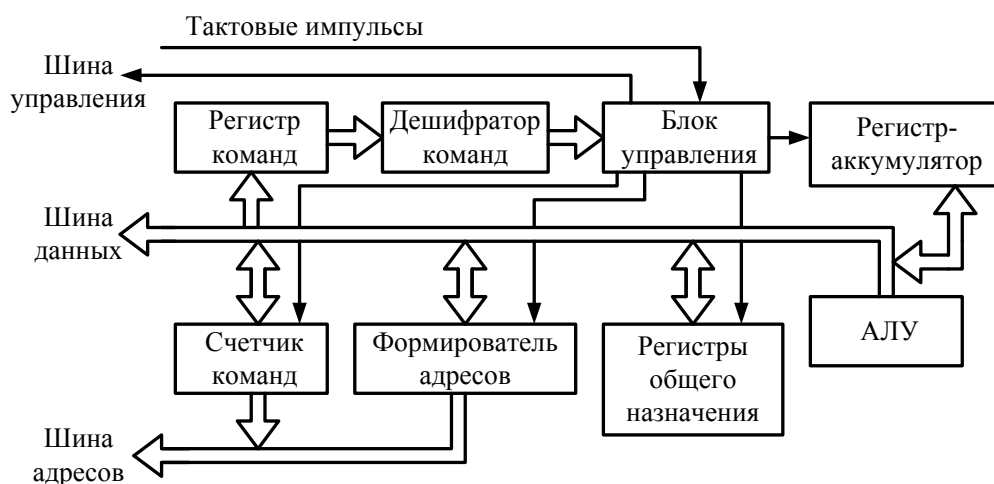 Тактовые импульсы
Шина
управления
Регистр
команд
Дешифратор
команд
Блок
управления
Регистр-
аккумулятор
Шина
данных
Счетчик
команд
Формирователь
адресов
Регистры
общего
назначения
АЛУ
Шина
адресов